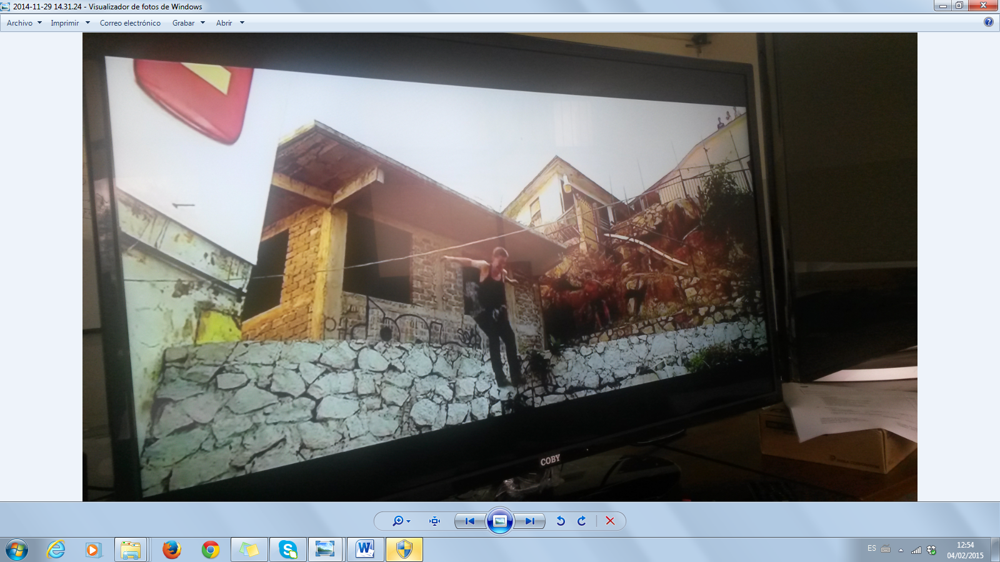 2014-11-29 14.31.24 - Visualizador de fotos de Windows
Archivo Imprimir Correo electrónico Grabar Abrir
COBY
ES
12:54
04/02/2015